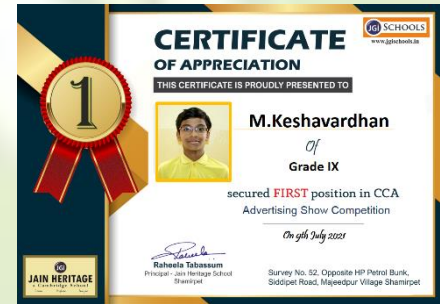 CERTIFICATE
OF APPRECIATION
JGI SCHOOLS
www.jgischools.in
THIS CERTIFICATE IS PROUDLY PRESENTED TO
1
M.Keshavardhan
Of
Grade IX
secured FIRST position in CCA
Advertising Show Competition
On 9th July 2021
Raheela Tabassum
Principal - Jain Heritage School
Shamirpet
Survey No. 52, Opposite HP Petrol Bunk,
Siddipet Road, Majeedpur Village Shamirpet
JGI
JAIN HERITAGE
a Cambridge School